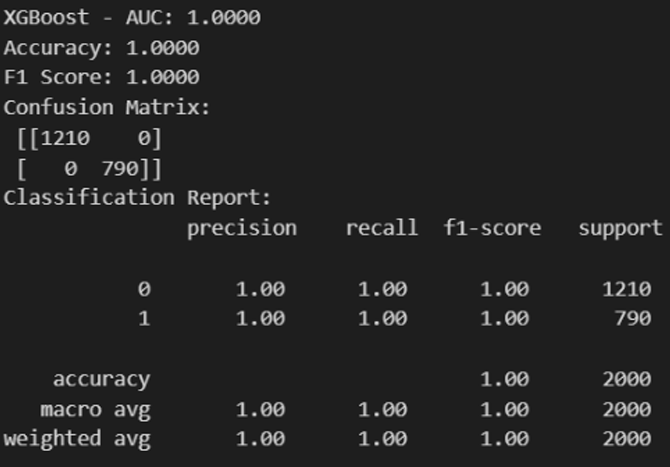 XGBoost - AUC: 1.0000
Accuracy: 1.0000
F1 Score: 1.0000
Confusion Matrix:
 [[1210    0]
 [   0  790]]
Classification Report:
              precision    recall  f1-score   support

           0       1.00      1.00      1.00      1210
           1       1.00      1.00      1.00       790

    accuracy                           1.00      2000
   macro avg       1.00      1.00      1.00      2000
weighted avg       1.00      1.00      1.00      2000